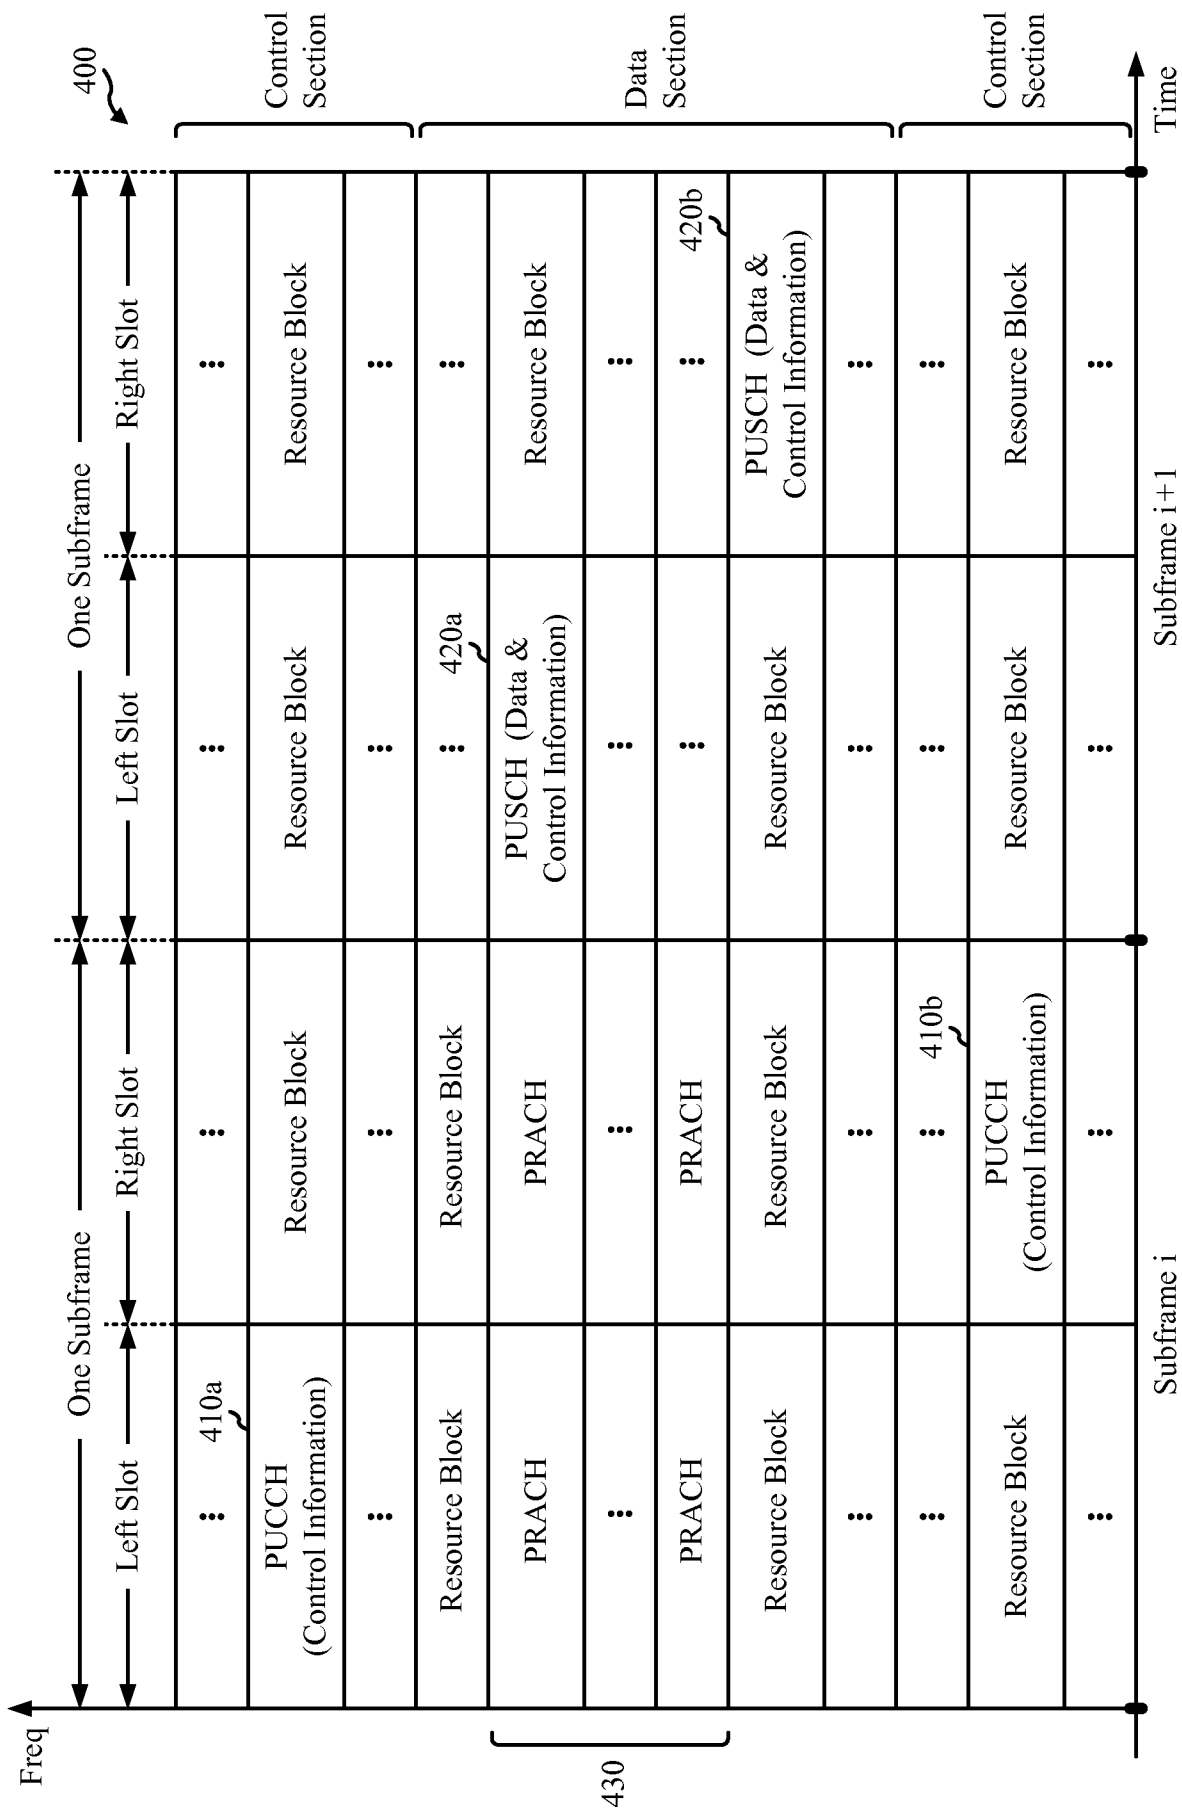 400
One Subframe
One Subframe
Left Slot
Right Slot
Left Slot
Right Slot
Freq
410a
...
...
...
...
Control
Section
PUCCH
(Control Information)
Resource Block
Resource Block
Resource Block
...
...
...
...
420a
Resource Block
Resource Block
...
...
Data
Section
430
PRACH
PRACH
PUSCH (Data &
Control Information)
Resource Block
...
...
...
...
420b
PRACH
PRACH
...
...
Resource Block
Resource Block
Resource Block
PUSCH (Data &
Control Information)
...
...
...
...
410b
...
...
...
...
Control
Section
Resource Block
PUCCH
(Control Information)
Resource Block
Resource Block
...
...
...
...
Subframe i
Subframe i+1
Time